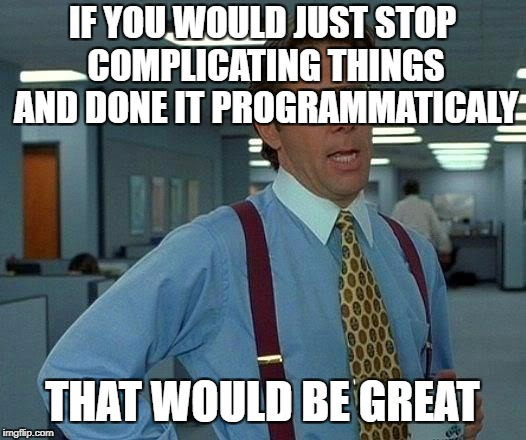 IF YOU WOULD JUST STOP
COMPLICATING THINGS
AND DONE IT PROGRAMMATICALY
THAT WOULD BE GREAT
imgflip.com